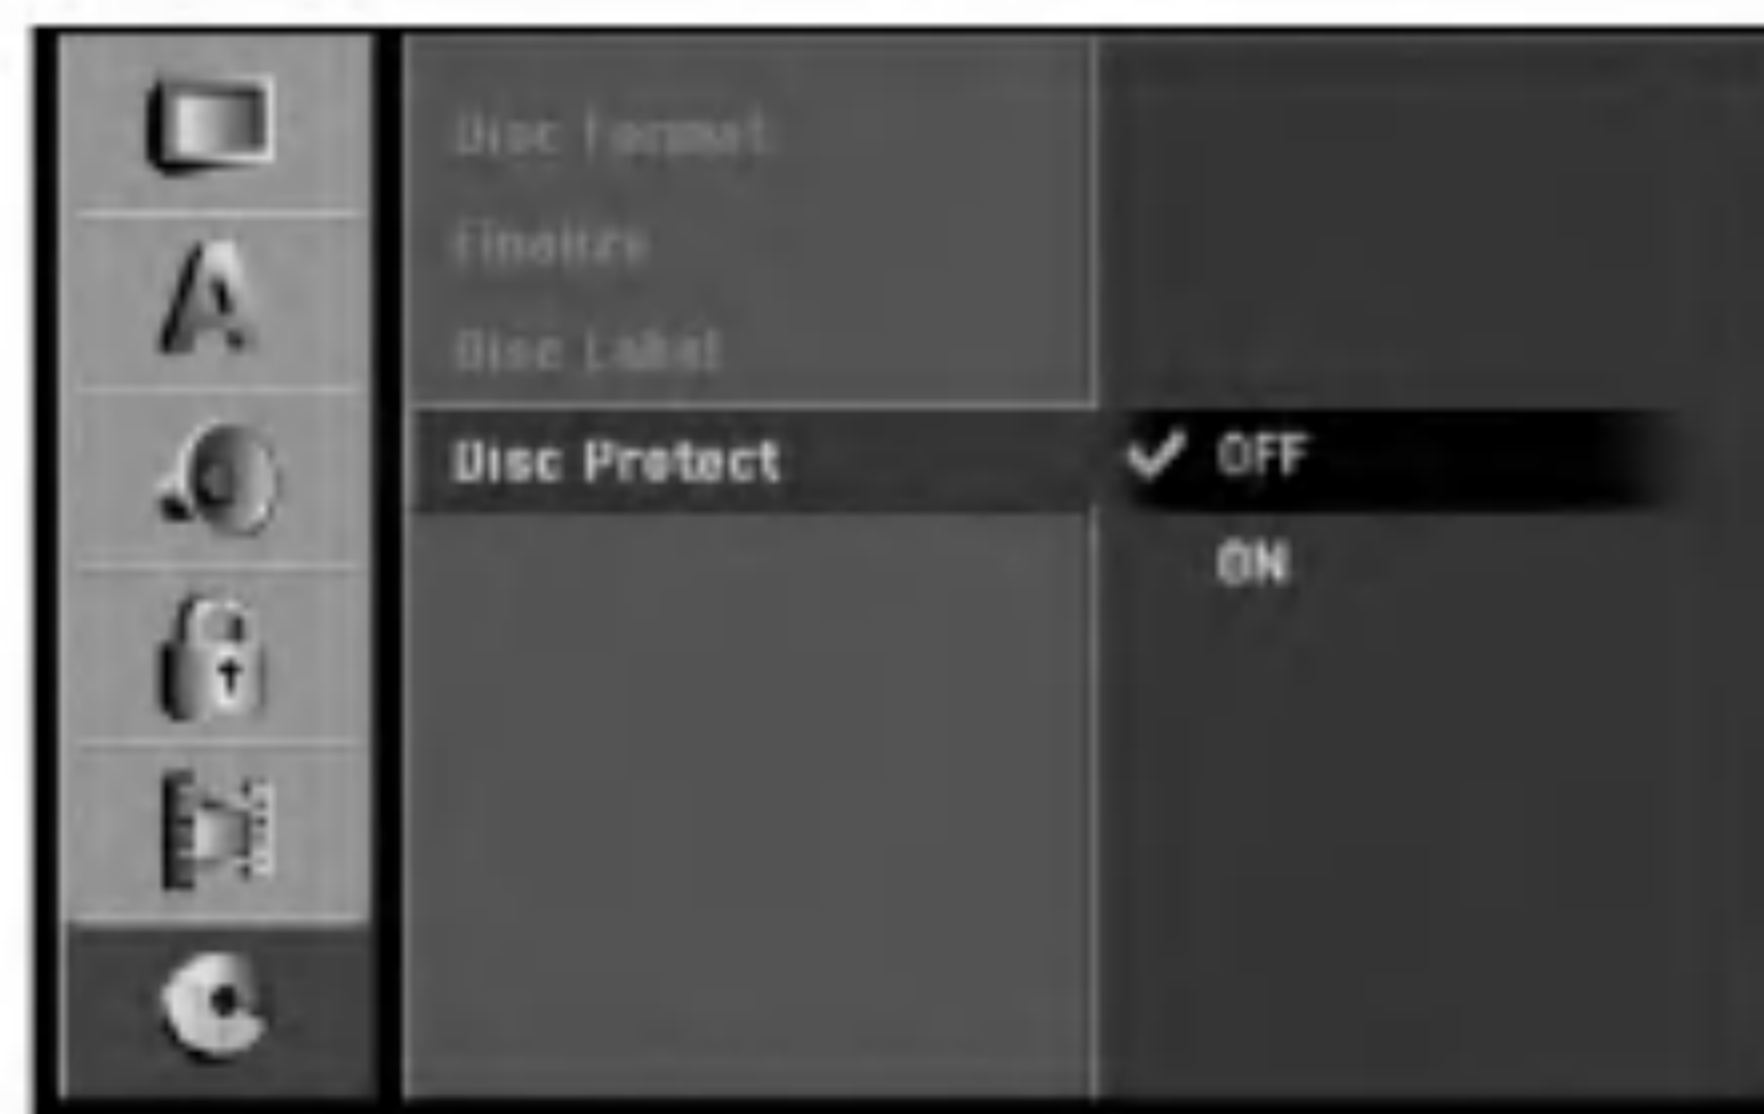 Disc Format
Finalize
Disc Label
Disc Protect
OFF
ON